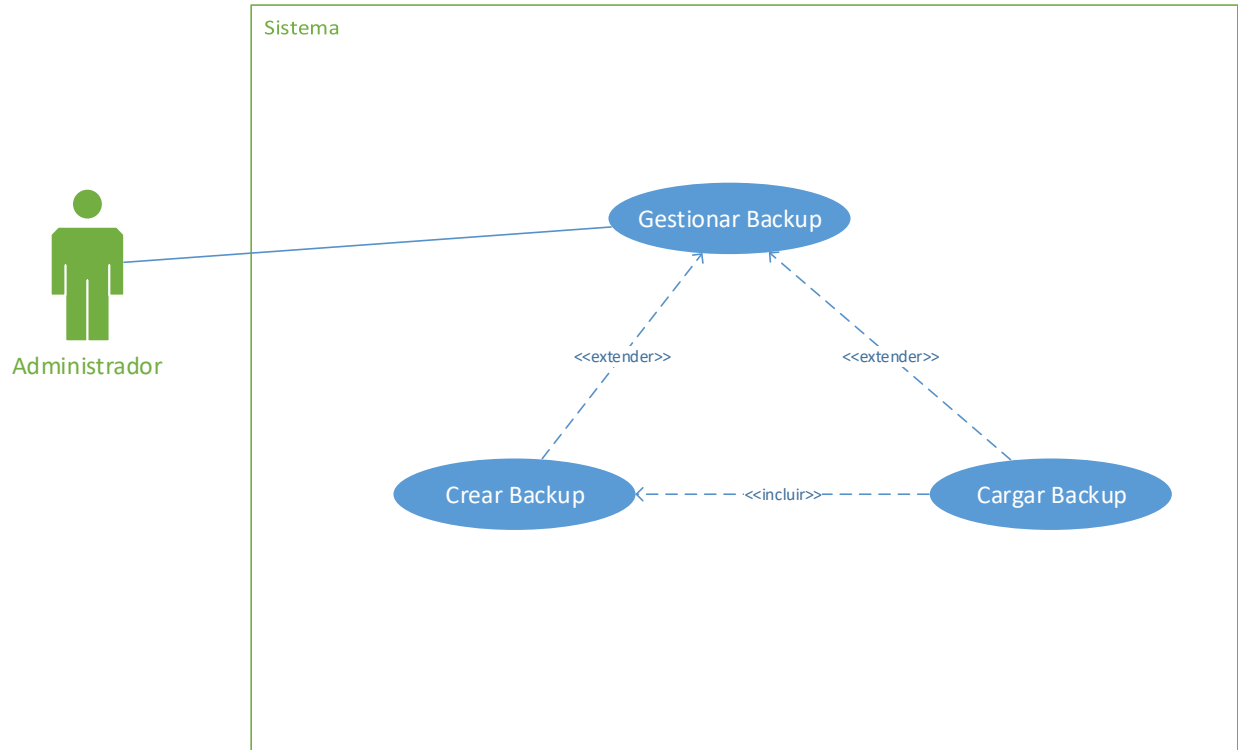 Sistema
Gestionar Backup
Administrador
<<extender>>
<<extender>>
Crear Backup
<<incluir>>
Cargar Backup